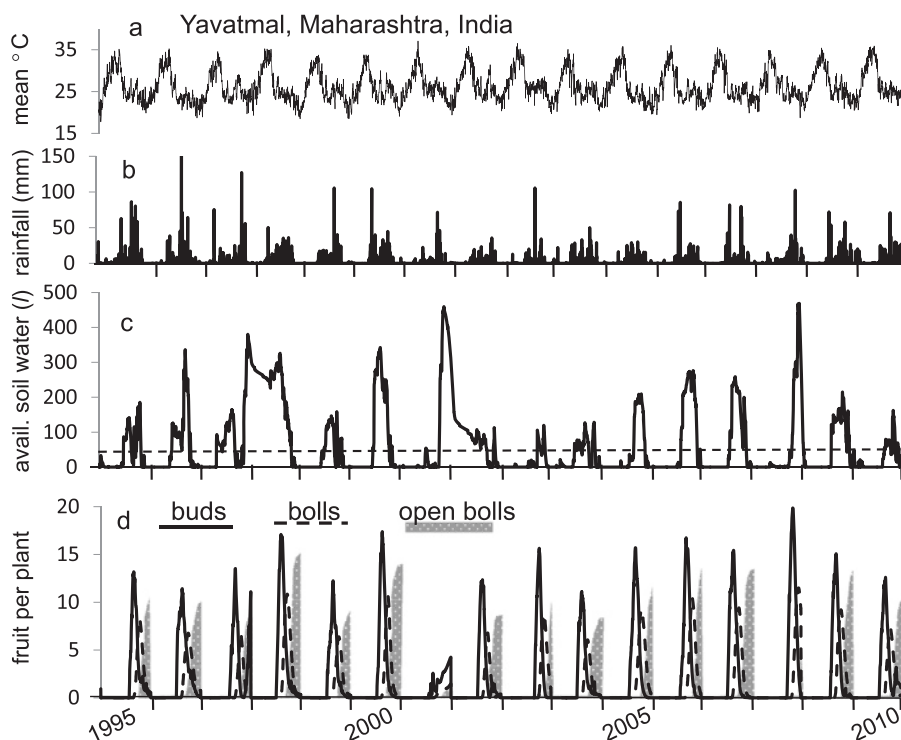 a Yavatmal, Maharashtra, India
mean °C
35
25
15
b
rainfall (mm)
150
100
50
0
c
avail. soil water (l)
500
400
300
200
100
0
d buds bolls open bolls
fruit per plant
20
15
10
5
0
1995 2000 2005 2010